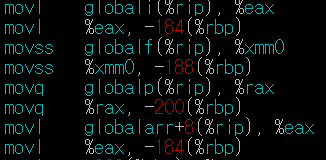 movl globali(%rip), %eax
movl %eax, -184(%rbp)
movss globalf(%rip), %xmm0
movss %xmm0, -188(%rbp)
movq globalp(%rip), %rax
movq %rax, -200(%rbp)
movl globalarr+8(%rip), %eax
movl %eax, -184(%rbp)